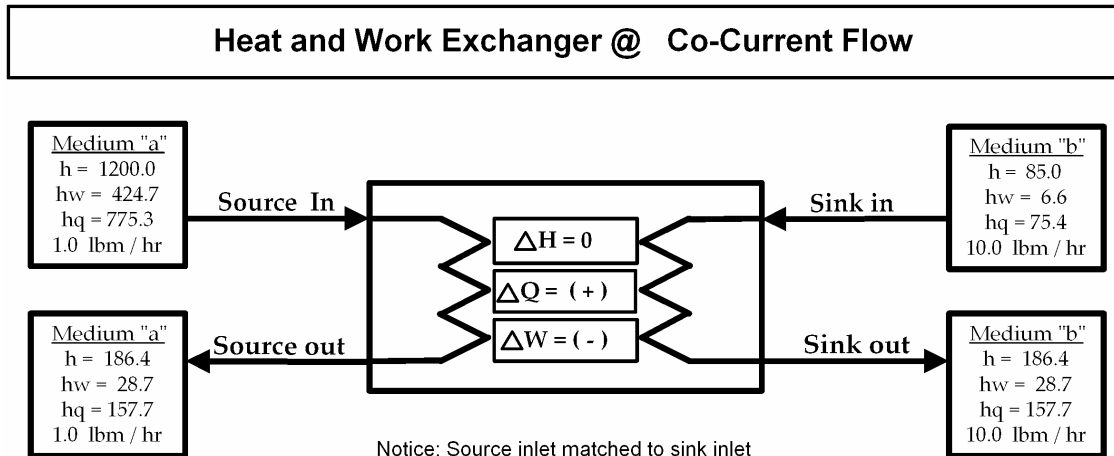 Heat and Work Exchanger @ Co-Current Flow
Medium "a"
h = 1200.0
hw = 424.7
hq = 775.3
1.0 lbm / hr
Source In
Medium "b"
h = 85.0
hw = 6.6
hq = 75.4
10.0 lbm / hr
Sink in
△H = 0
△Q = ( + )
△W = ( - )
Medium "a"
h = 186.4
hw = 28.7
hq = 157.7
1.0 lbm / hr
Source out
Sink out
Medium "b"
h = 186.4
hw = 28.7
hq = 157.7
10.0 lbm / hr
Notice: Source inlet matched to sink inlet